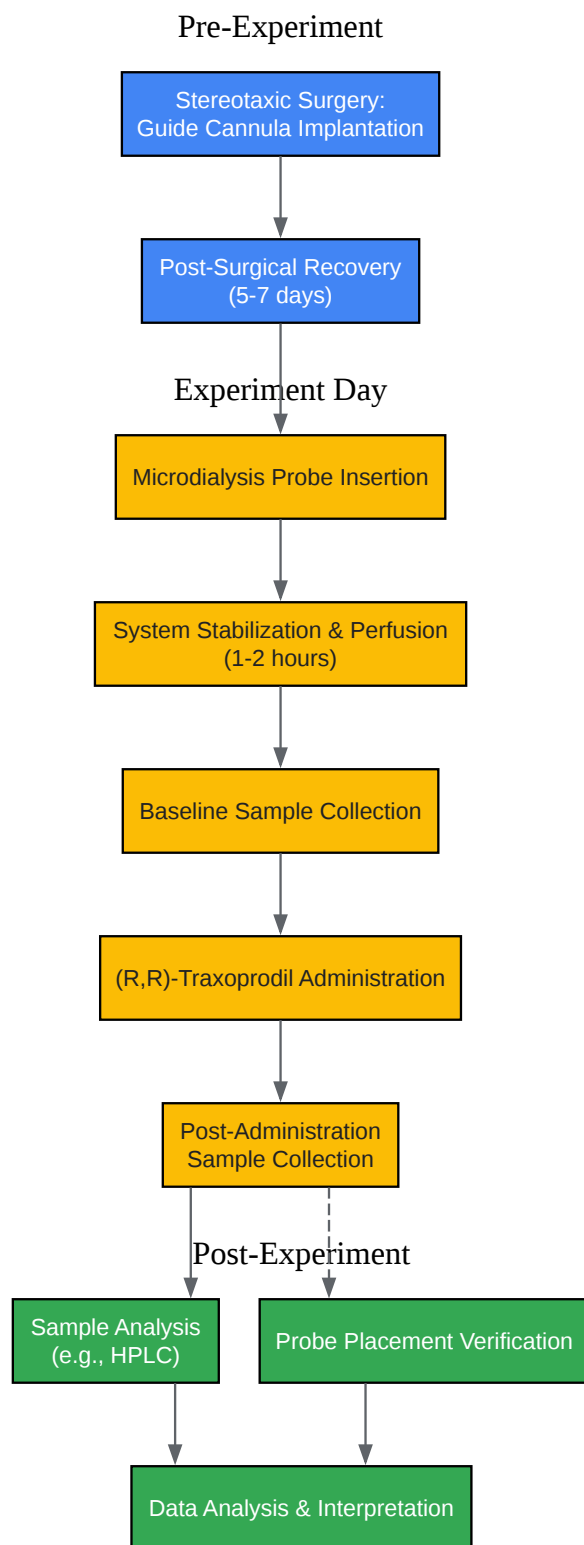 Pre-Experiment
Stereotaxic Surgery:
Guide Cannula Implantation
Post-Surgical Recovery
(5-7 days)
Experiment Day
Microdialysis Probe Insertion
System Stabilization & Perfusion
(1-2 hours)
Baseline Sample Collection
(R,R)-Traxoprodil Administration
Post-Administration
Sample Collection
Post-Experiment
Sample Analysis
(e.g., HPLC)
Probe Placement Verification
Data Analysis & Interpretation